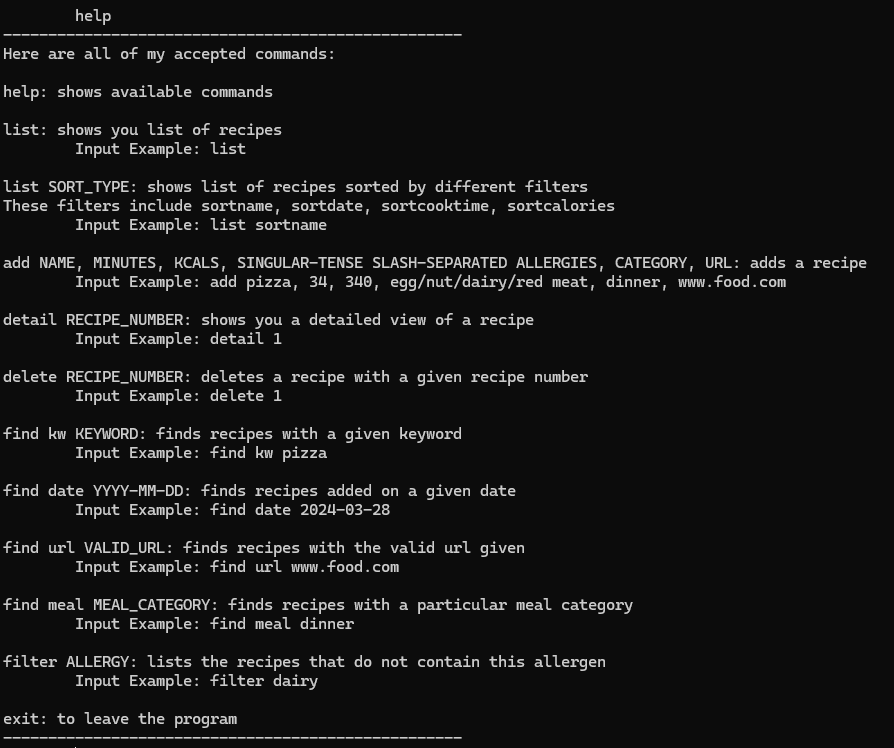 help
--------------------------------------------------
Here are all of my accepted commands:
help: shows available commands
list: shows you list of recipes
Input Example: list
list SORT_TYPE: shows list of recipes sorted by different filters
These filters include sortname, sortdate, sortcooktime, sortcalories
Input Example: list sortname
add NAME, MINUTES, KCALS, SINGULAR-TENSE SLASH-SEPARATED ALLERGIES, CATEGORY, URL: adds a recipe
Input Example: add pizza, 34, 340, egg/nut/dairy/red meat, dinner, www.food.com
detail RECIPE_NUMBER: shows you a detailed view of a recipe
Input Example: detail 1
delete RECIPE_NUMBER: deletes a recipe with a given recipe number
Input Example: delete 1
find kw KEYWORD: finds recipes with a given keyword
Input Example: find kw pizza
find date YYYY-MM-DD: finds recipes added on a given date
Input Example: find date 2024-03-28
find url VALID_URL: finds recipes with the valid url given
Input Example: find url www.food.com
find meal MEAL_CATEGORY: finds recipes with a particular meal category
Input Example: find meal dinner
filter ALLERGY: lists the recipes that do not contain this allergen
Input Example: filter dairy
exit: to leave the program
--------------------------------------------------